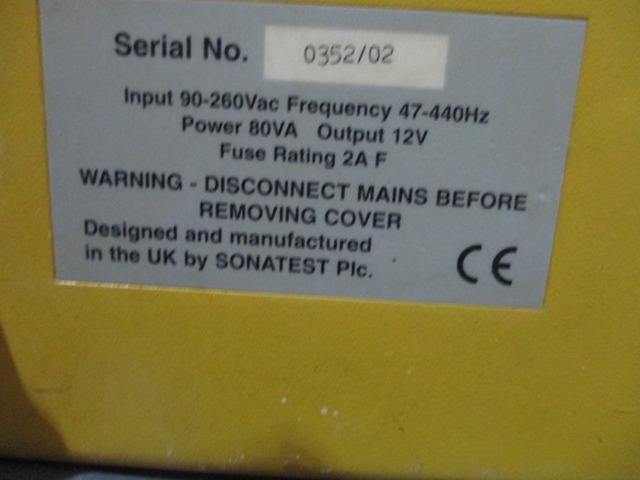 Serial No. 0352/02
Input 90-260Vac Frequency 47-440Hz
Power 80VA Output 12V
Fuse Rating 2A F
WARNING - DISCONNECT MAINS BEFORE
REMOVING COVER
Designed and manufactured
in the UK by SONATEST Plc.
CE